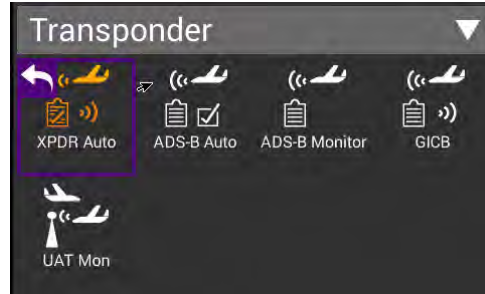 Transponder
XPDR Auto
ADS-B Auto
ADS-B Monitor
GICB
UAT Mon